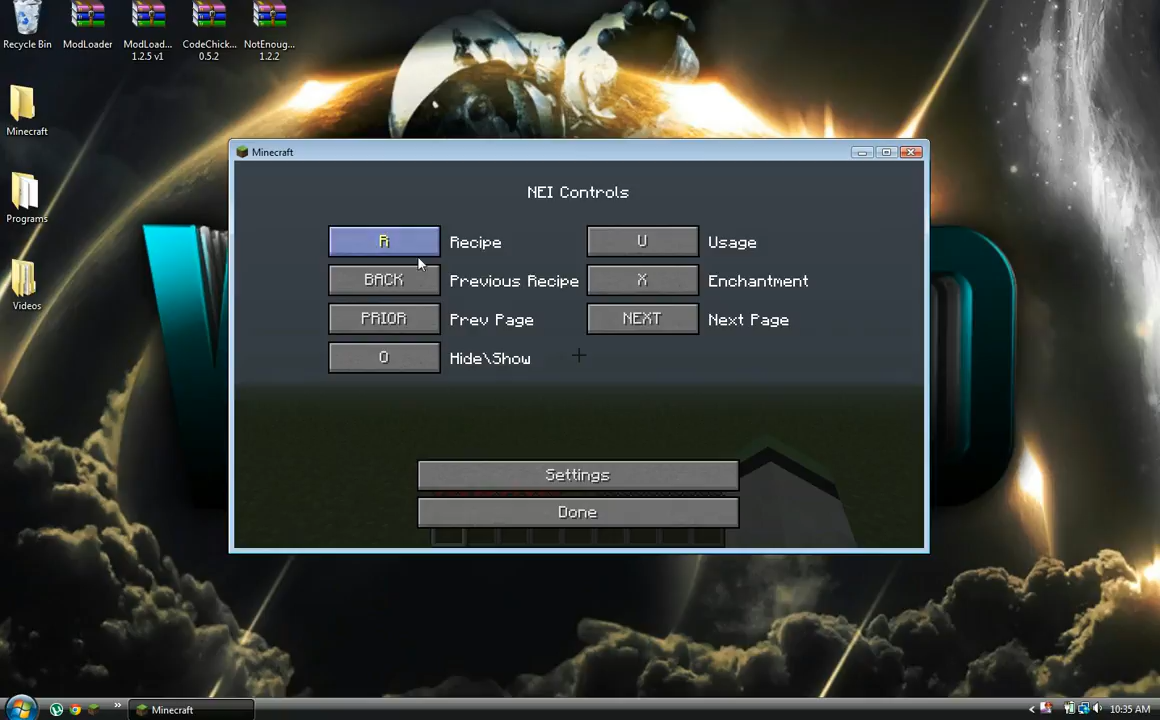 Recycle Bin
ModLoader
ModLoad... 1.2.5 v1
CodeChick... 0.5.2
NotEnoug... 1.2.2
Minecraft
Programs
Videos
Minecraft
NEI Controls
R Recipe U Usage
BACK Previous Recipe X Enchantment
PRIOR Prev Page NEXT Next Page
O Hide\Show
Settings
Done
Minecraft
10:35 AM